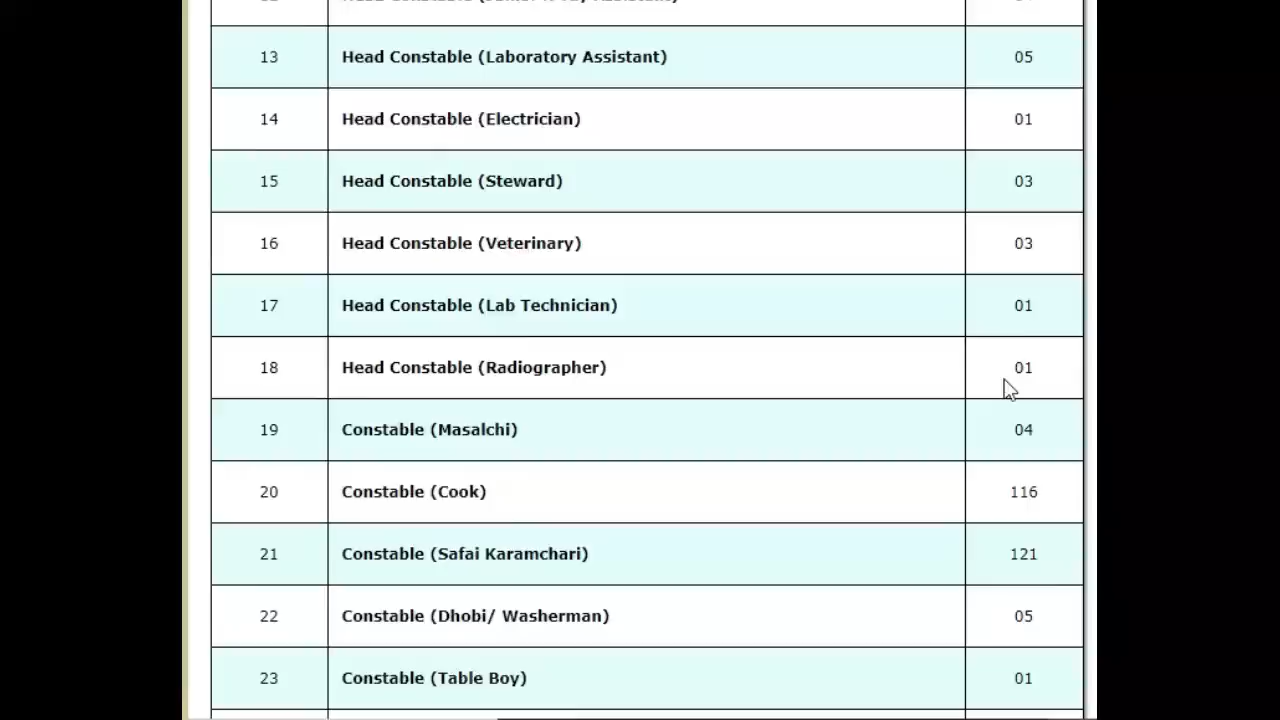 13 Head Constable (Laboratory Assistant) 05
14 Head Constable (Electrician) 01
15 Head Constable (Steward) 03
16 Head Constable (Veterinary) 03
17 Head Constable (Lab Technician) 01
18 Head Constable (Radiographer) 01
19 Constable (Masalchi) 04
20 Constable (Cook) 116
21 Constable (Safai Karamchari) 121
22 Constable (Dhobi/ Washerman) 05
23 Constable (Table Boy) 01